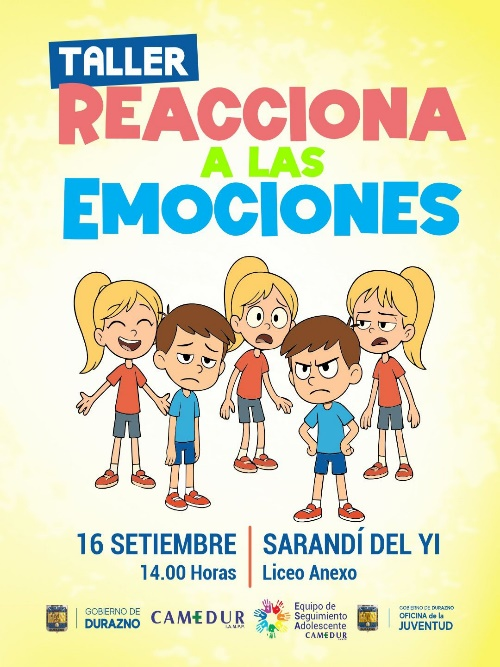 TALLER
REACCIONA
A LAS
EMOCIONES
16 SETIEMBRE
14.00 Horas
SARANDÍ DEL YI
Liceo Anexo
GOBIERNO DE
DURAZNO
CAMEDUR
I.A.M.P.P.
Equipo de
Seguimiento
Adolescente
CAMEDUR
GOBIERNO DE DURAZNO
OFICINA de la
JUVENTUD